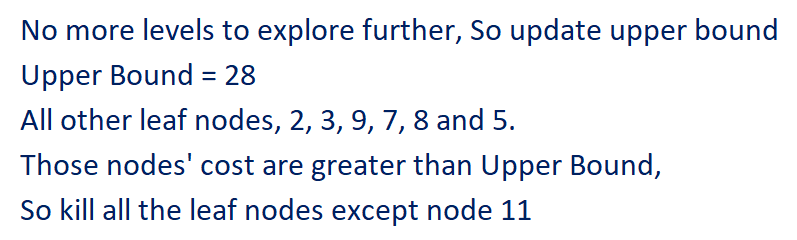 No more levels to explore further, So update upper bound
Upper Bound = 28
All other leaf nodes, 2, 3, 9, 7, 8 and 5.
Those nodes' cost are greater than Upper Bound,
So kill all the leaf nodes except node 11